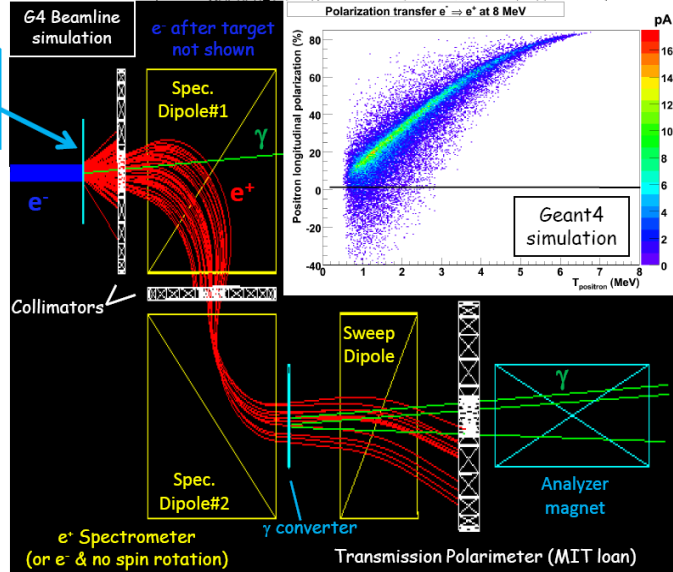 G4 Beamline
simulation
e⁻ after target
not shown
Spec.
Dipole#1
γ
e⁺
e⁻
Collimators
Polarization transfer e⁻ ⇒ e⁺ at 8 MeV
pA
Positron longitudinal polarization (%)
80
60
40
20
0
-20
-40
0
1
2
3
4
5
6
7
8
T positron (MeV)
16
14
12
10
8
6
4
2
0
Geant4
simulation
Sweep
Dipole
γ
Spec.
Dipole#2
γ converter
Analyzer
magnet
e⁺ Spectrometer
(or e⁻ & no spin rotation)
Transmission Polarimeter (MIT loan)